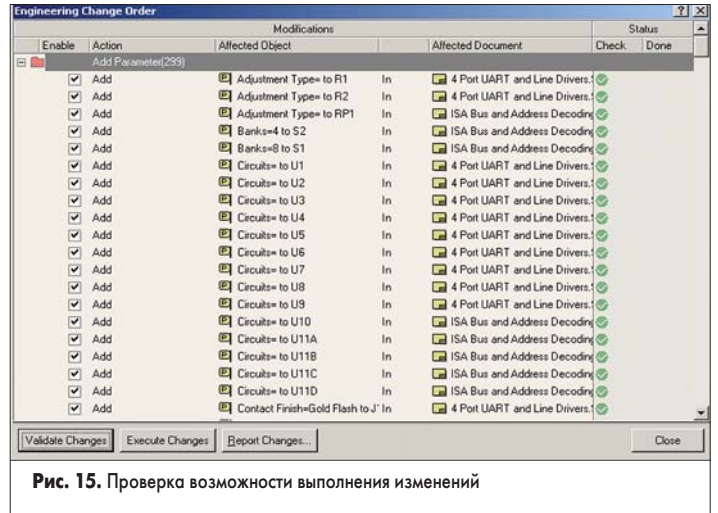 Engineering Change Order
Modifications Status
Enable Action Affected Object Affected Document Check Done
Add Parameter(299)
Add Adjustment Type= to R1 In 4 Port UART and Line Drivers.
Add Adjustment Type= to R2 In 4 Port UART and Line Drivers.
Add Adjustment Type= to RP1 In ISA Bus and Address Decoding
Add Banks=4 to S2 In ISA Bus and Address Decoding
Add Banks=8 to S1 In ISA Bus and Address Decoding
Add Circuits= to U1 In 4 Port UART and Line Drivers.
Add Circuits= to U2 In 4 Port UART and Line Drivers.
Add Circuits= to U3 In 4 Port UART and Line Drivers.
Add Circuits= to U4 In 4 Port UART and Line Drivers.
Add Circuits= to U5 In 4 Port UART and Line Drivers.
Add Circuits= to U6 In 4 Port UART and Line Drivers.
Add Circuits= to U7 In 4 Port UART and Line Drivers.
Add Circuits= to U8 In 4 Port UART and Line Drivers.
Add Circuits= to U9 In 4 Port UART and Line Drivers.
Add Circuits= to U10 In ISA Bus and Address Decoding
Add Circuits= to U11A In ISA Bus and Address Decoding
Add Circuits= to U11B In ISA Bus and Address Decoding
Add Circuits= to U11C In ISA Bus and Address Decoding
Add Circuits= to U11D In ISA Bus and Address Decoding
Add Contact Finish=Gold Flash to J In 4 Port UART and Line Drivers.
Validate Changes Execute Changes Report Changes... Close
Рис. 15. Проверка возможности выполнения изменений